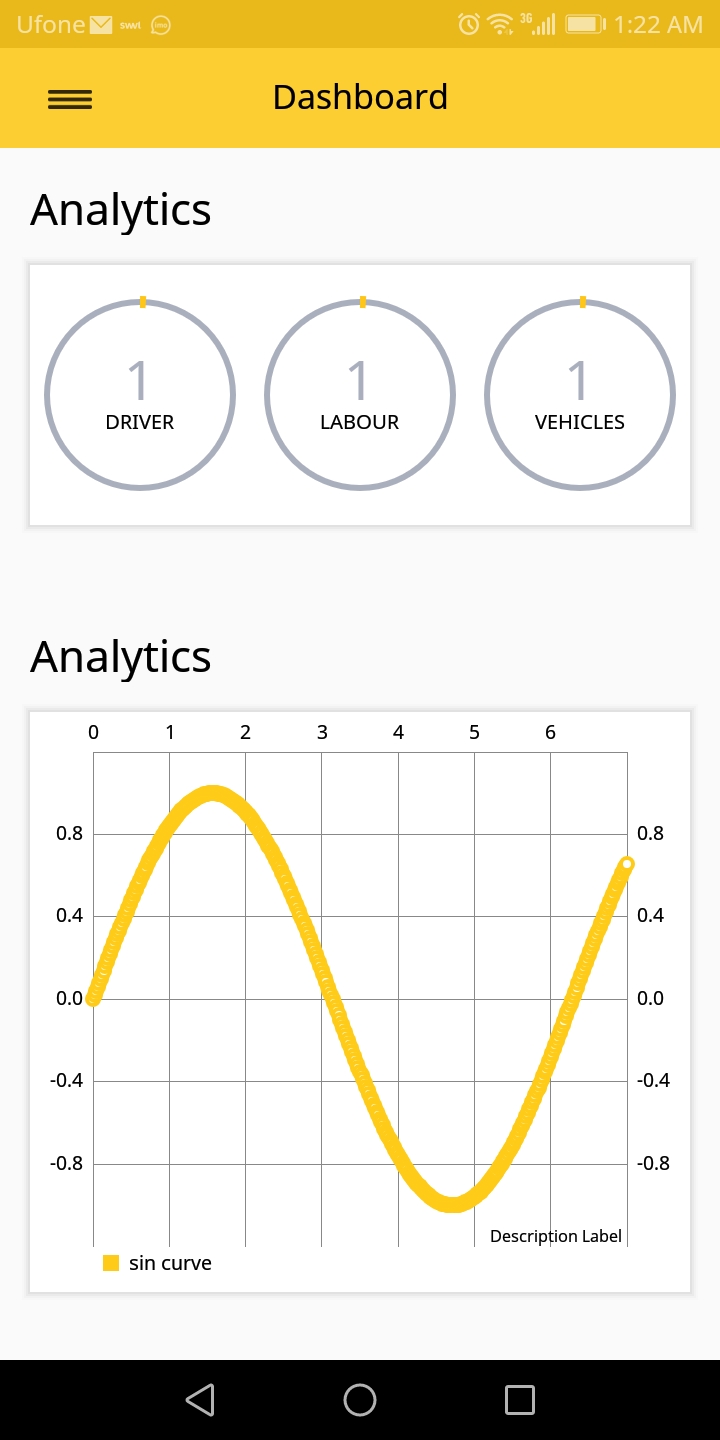 Ufone 3G 1:22 AM
Dashboard
Analytics
1 1 1
DRIVER LABOUR VEHICLES
Analytics
0 1 2 3 4 5 6
0.8 0.8
0.4 0.4
0.0 0.0
-0.4 -0.4
-0.8 -0.8
Description Label
sin curve